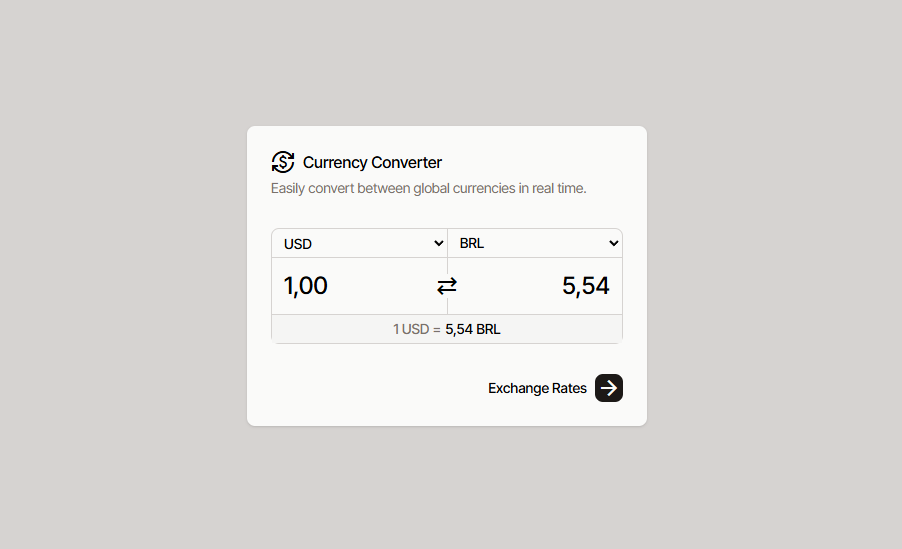 Currency Converter
Easily convert between global currencies in real time.
USD BRL
1,00 5,54
1 USD = 5,54 BRL
Exchange Rates